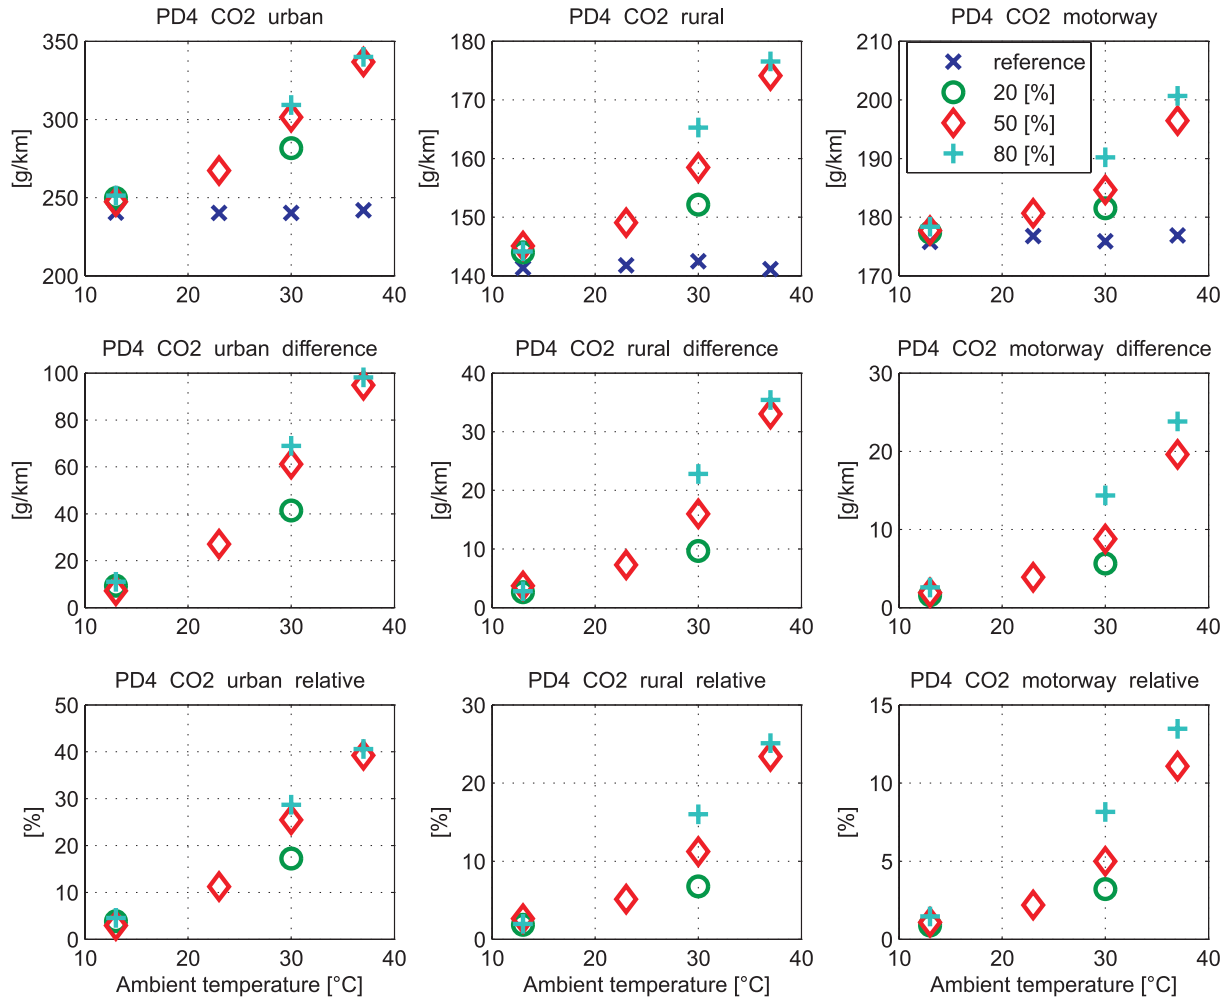 PD4 CO2 urban
PD4 CO2 rural
PD4 CO2 motorway
350
300
250
200
[g/km]
10 20 30 40
180
170
160
150
140
[g/km]
10 20 30 40
210
200
190
180
170
[g/km]
10 20 30 40
reference
20 [%]
50 [%]
80 [%]
PD4 CO2 urban difference
PD4 CO2 rural difference
PD4 CO2 motorway difference
100
80
60
40
20
0
[g/km]
10 20 30 40
40
30
20
10
0
[g/km]
10 20 30 40
30
20
10
0
[g/km]
10 20 30 40
PD4 CO2 urban relative
PD4 CO2 rural relative
PD4 CO2 motorway relative
50
40
30
20
10
0
[%]
10 20 30 40
Ambient temperature [°C]
30
20
10
0
[%]
10 20 30 40
Ambient temperature [°C]
15
10
5
0
[%]
10 20 30 40
Ambient temperature [°C]